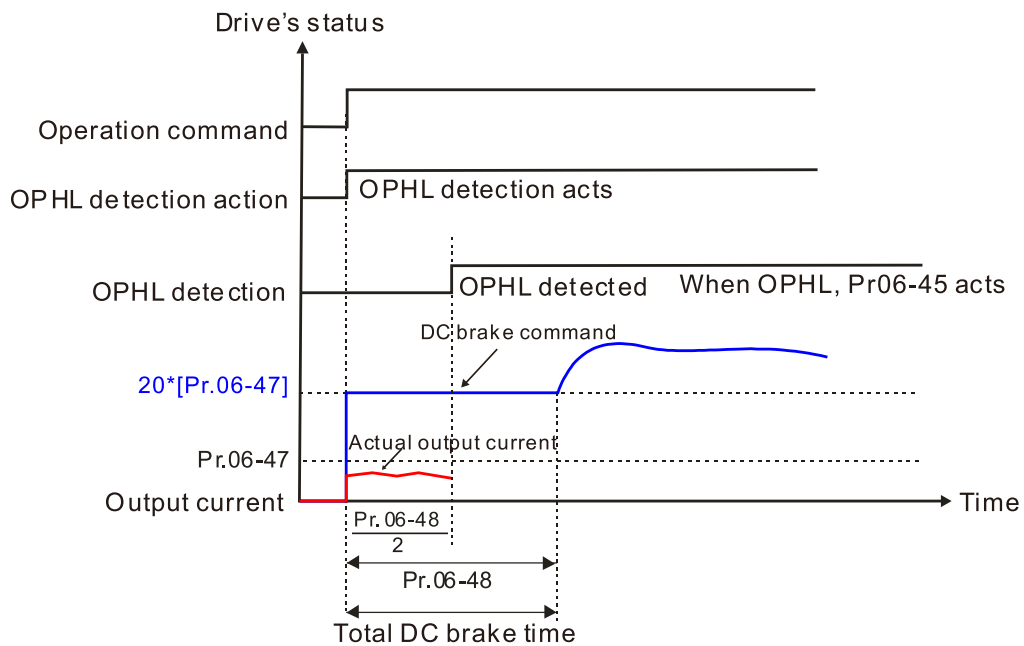 Drive's status
Operation command
OPHL detection action
OPHL detection acts
OPHL detection
OPHL detected
When OPHL, Pr06-45 acts
DC brake command
20*[Pr.06-47]
Actual output current
Pr.06-47
Output current
Time
Pr.06-48
2
Pr.06-48
Total DC brake time